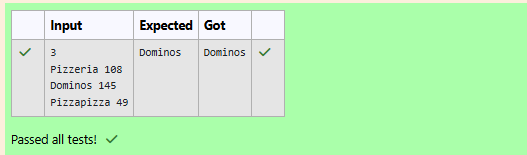 Input Expected Got
3 Dominos Dominos
Pizzeria 108
Dominos 145
Pizzapizza 49
Passed all tests!